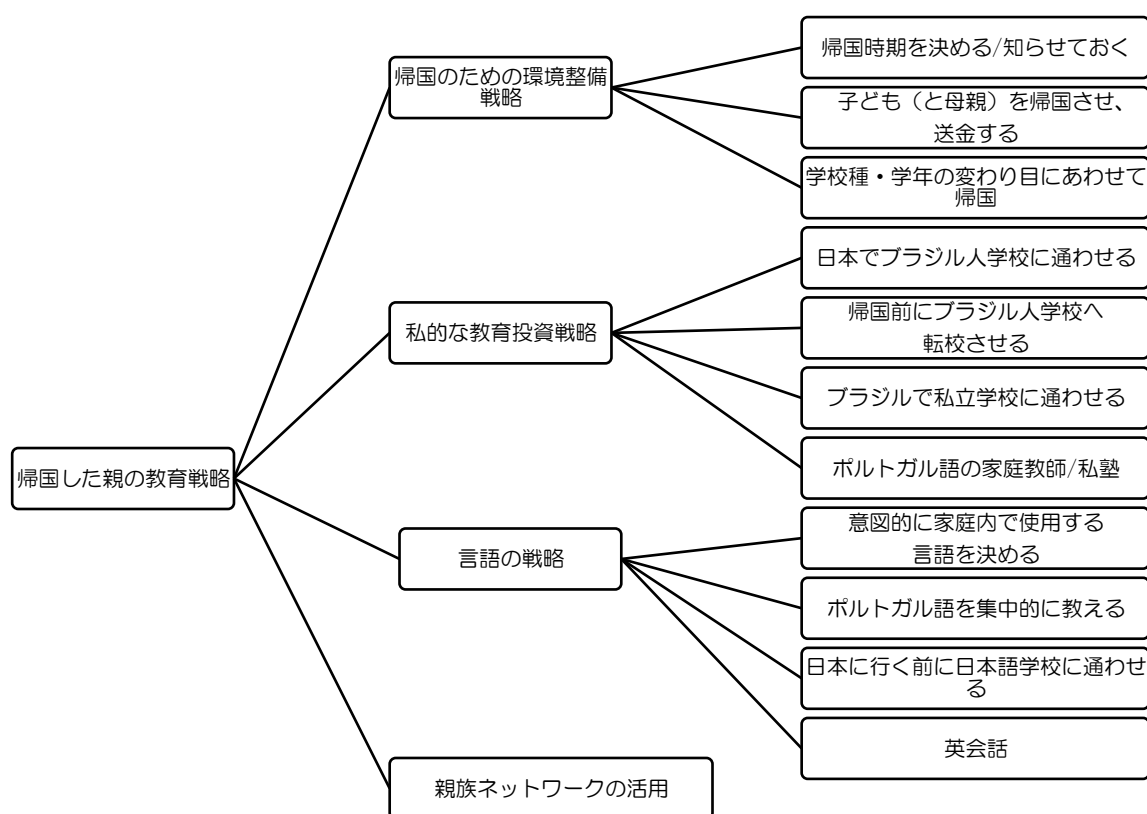 帰国した親の教育戦略
帰国のための環境整備
戦略
帰国時期を決める/知らせておく
子ども（と母親）を帰国させ、
送金する
学校種・学年の変わり目にあわせて
帰国
私的な教育投資戦略
日本でブラジル人学校に通わせる
帰国前にブラジル人学校へ
転校させる
ブラジルで私立学校に通わせる
ポルトガル語の家庭教師/私塾
言語の戦略
意図的に家庭内で使用する
言語を決める
ポルトガル語を集中的に教える
日本に行く前に日本語学校に通わせ
る
英会話
親族ネットワークの活用